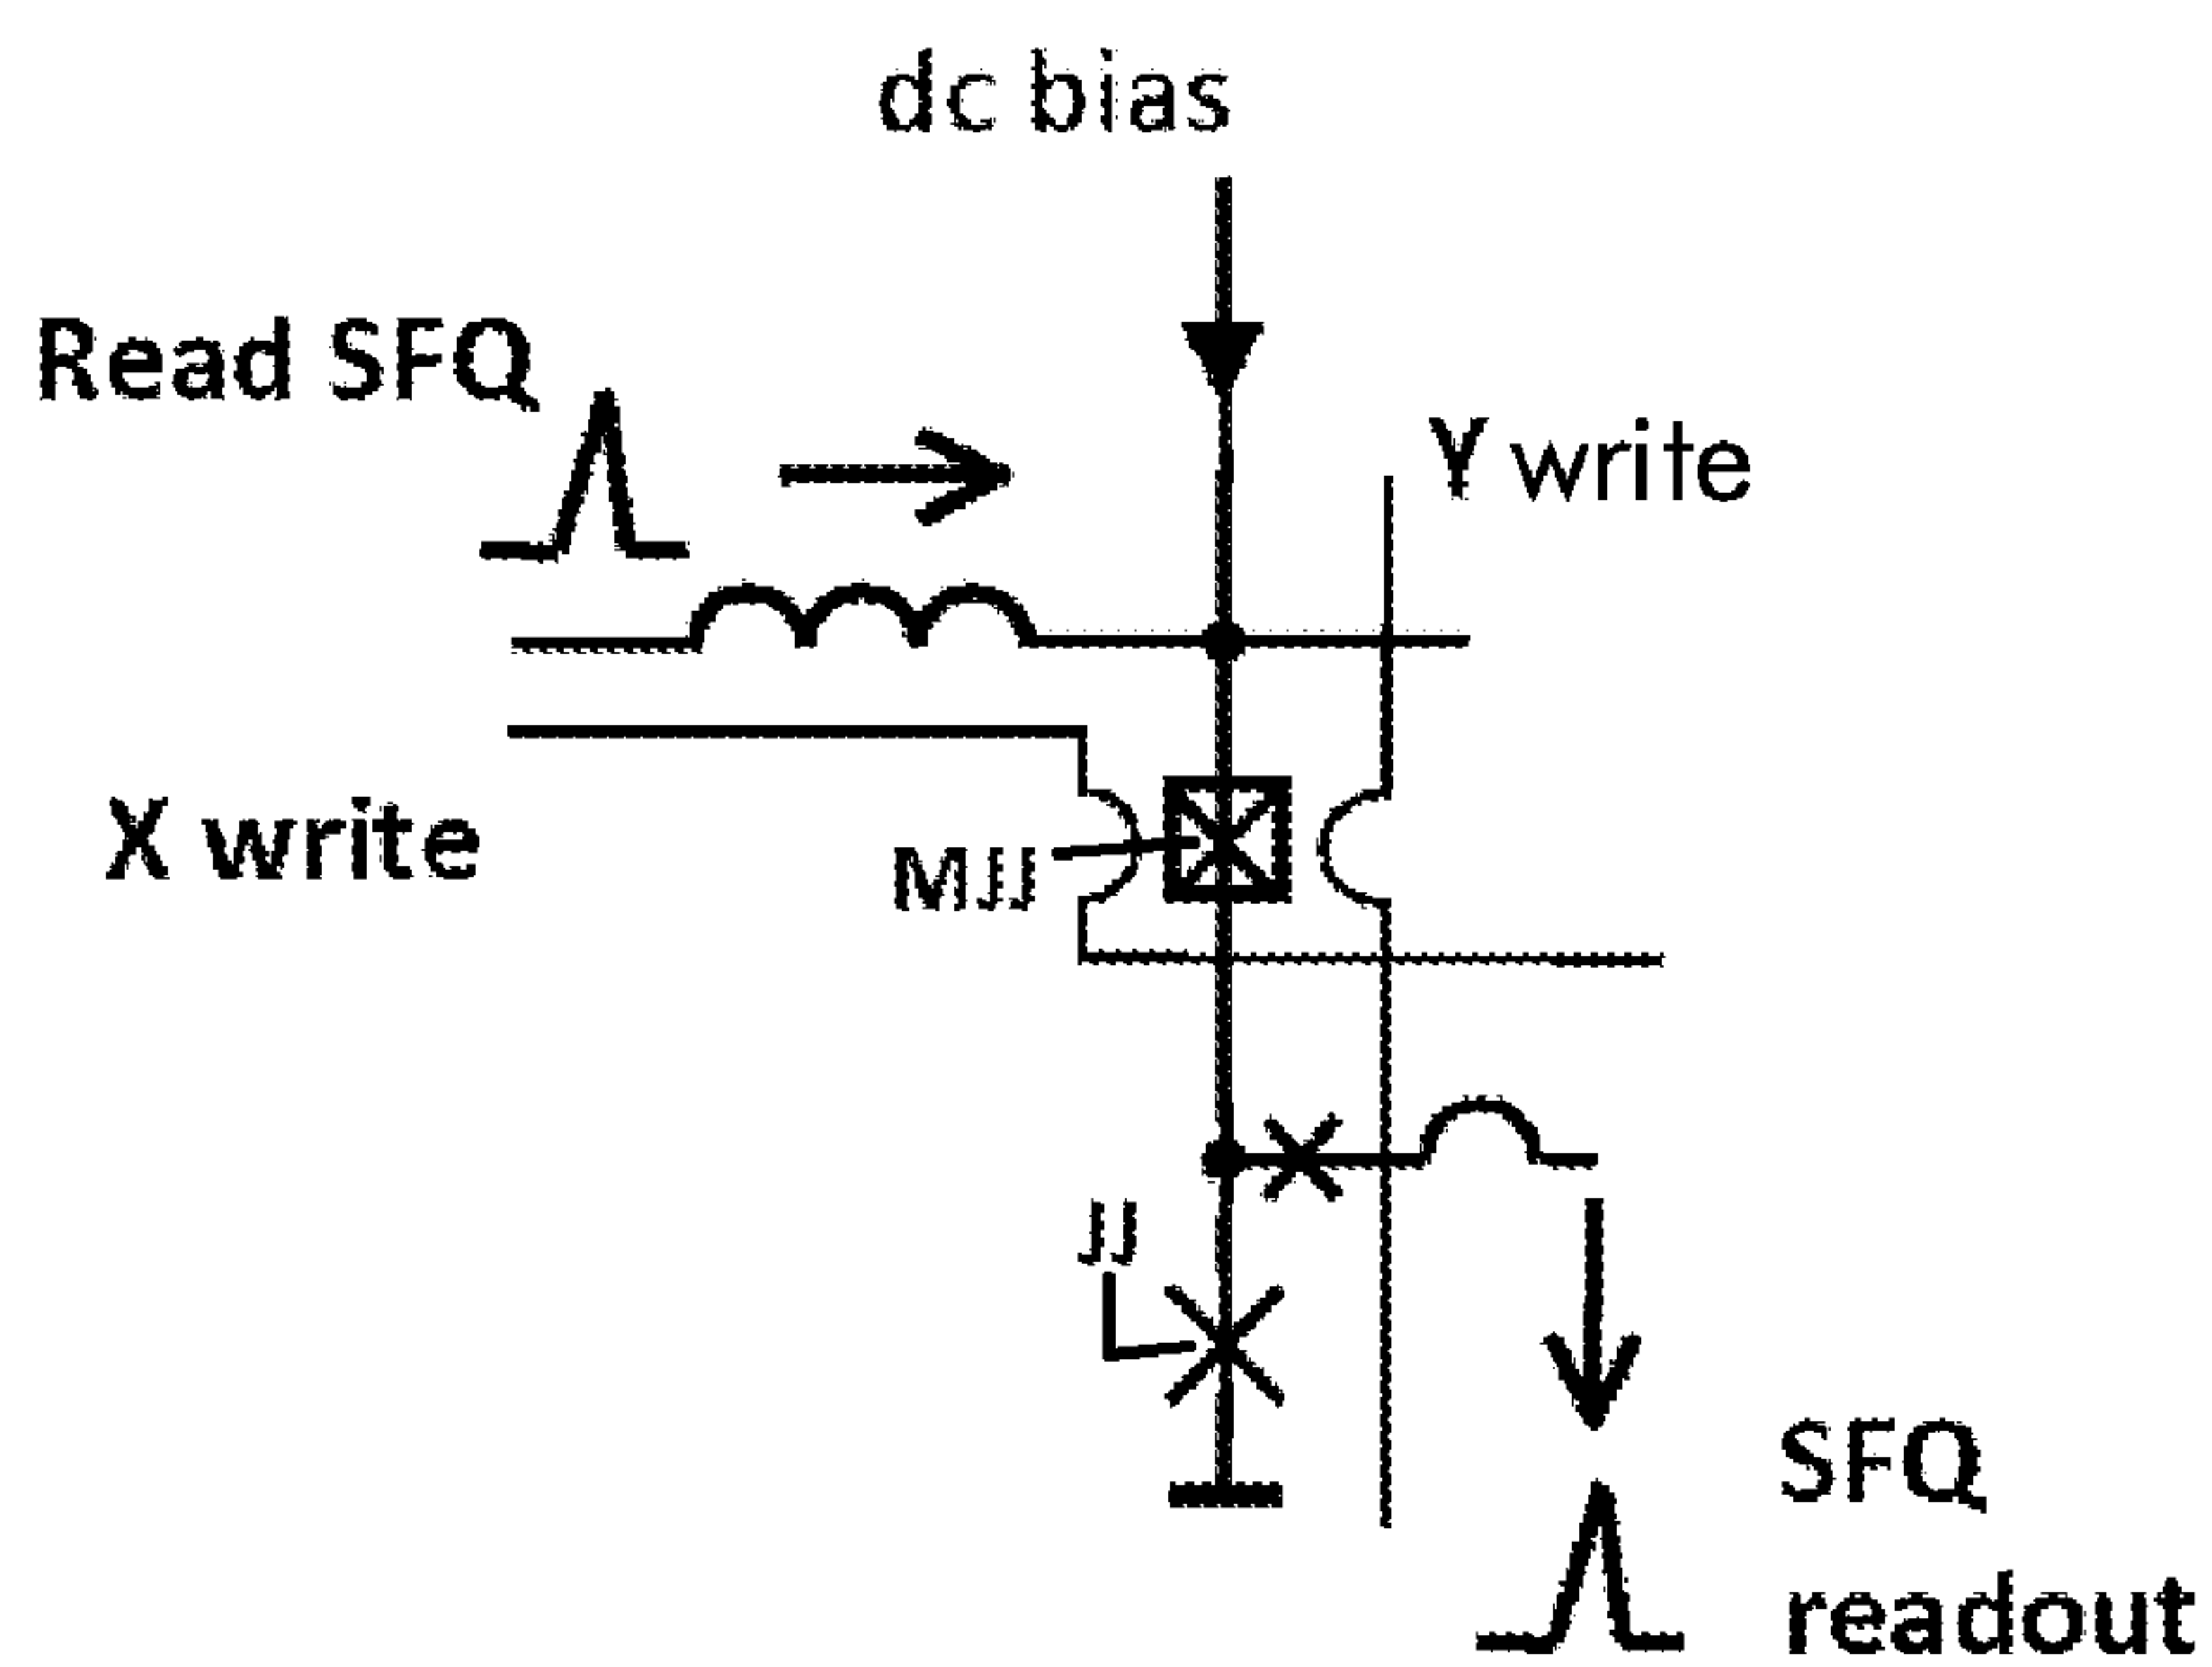 dc bias
Read SFQ
Y write
X write
MJJ
JJ
SFQ
readout